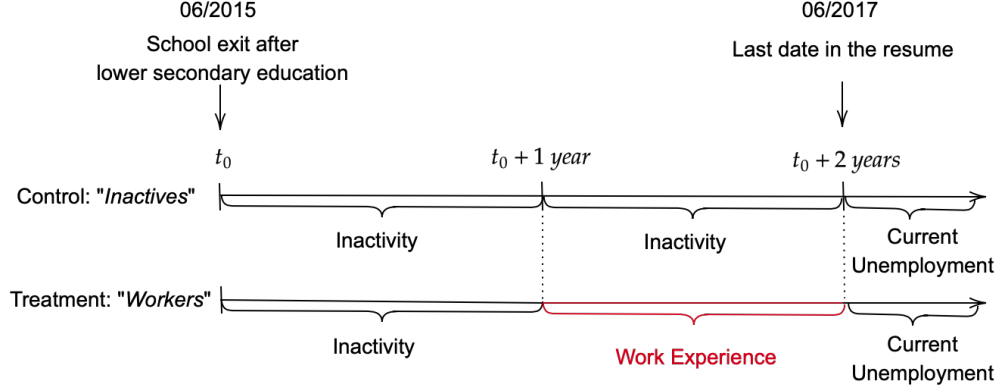 06/2015
School exit after
lower secondary education
06/2017
Last date in the resume
t₀
t₀ + 1 year
t₀ + 2 years
Control: "Inactives"
Inactivity
Inactivity
Current
Unemployment
Treatment: "Workers"
Inactivity
Work Experience
Current
Unemployment